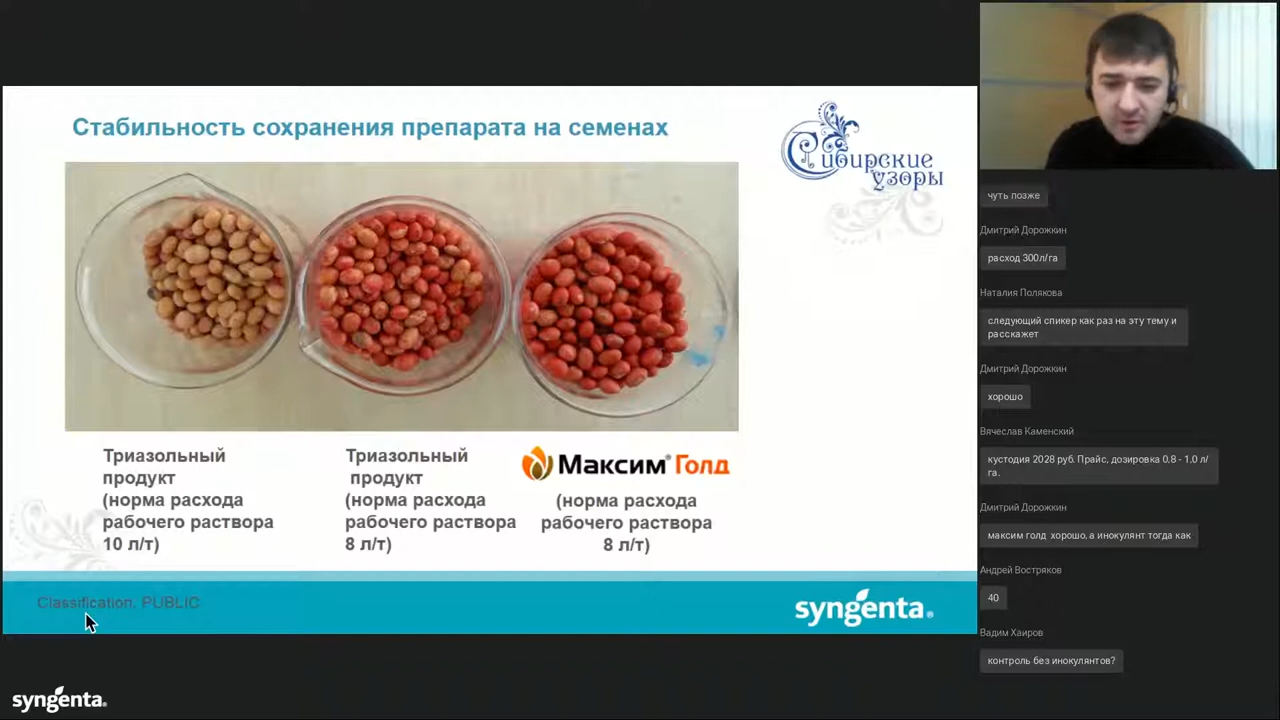 Стабильность сохранения препарата на семенах
Сибирские
узоры
Триазольный
продукт
(норма расхода
рабочего раствора
10 л/т)
Триазольный
продукт
(норма расхода
рабочего раствора
8 л/т)
Максим® Голд
(норма расхода
рабочего раствора
8 л/т)
Classification. PUBLIC
syngenta®
syngenta®
чуть позже
Дмитрий Дорожкин
расход 300л/га
Наталия Полякова
следующий спикер как раз на эту тему и
расскажет
Дмитрий Дорожкин
хорошо
Вячеслав Каменский
кустодия 2028 руб. Прайс, дозировка 0,8 - 1,0 л/
га.
Дмитрий Дорожкин
максим голд хорошо, а инокулянт тогда как
Андрей Востряков
40
Вадим Хаиров
контроль без инокулянтов?